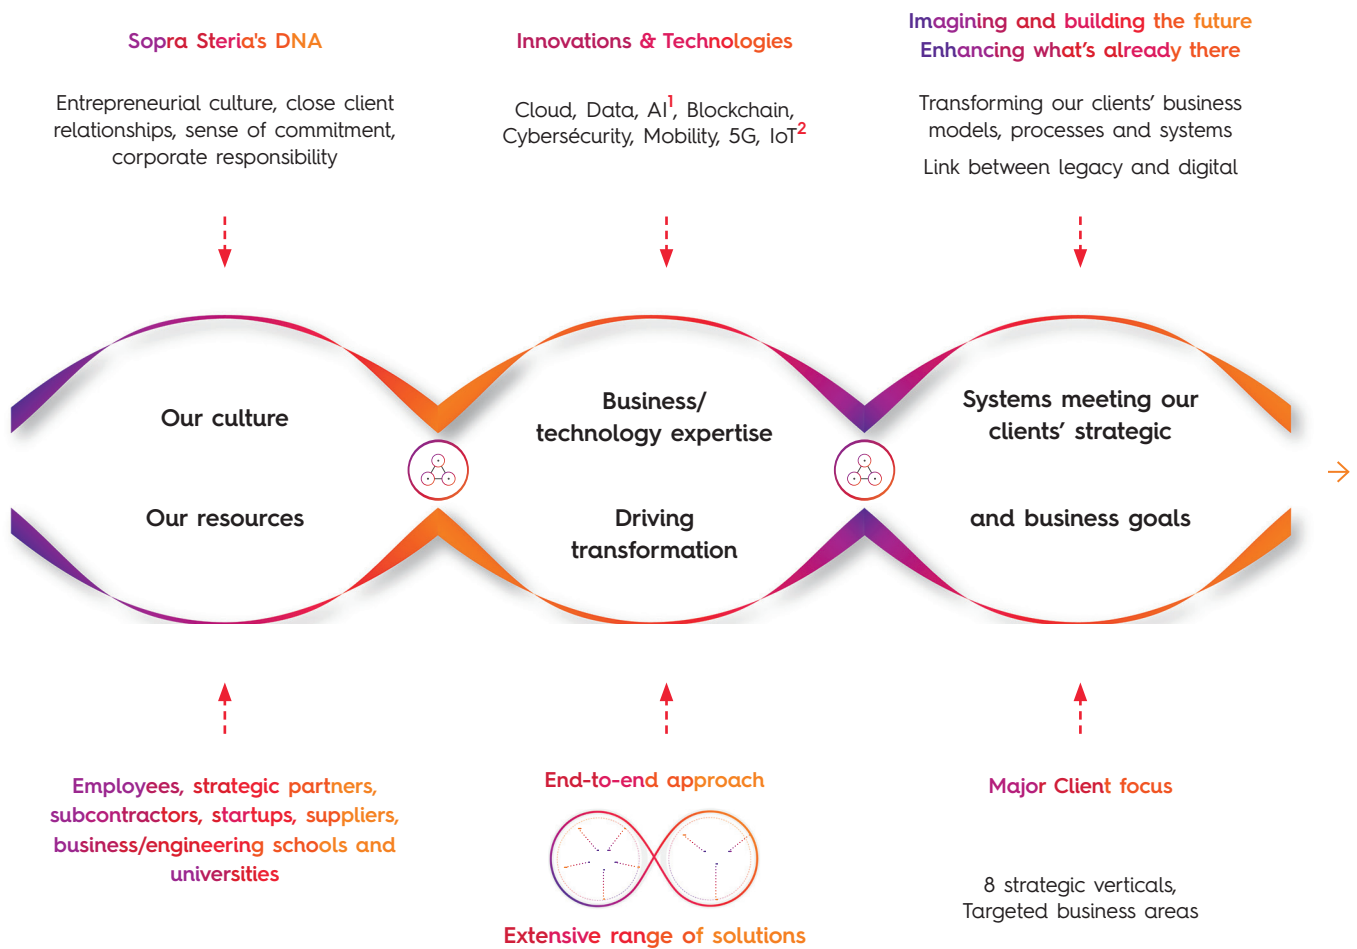 Sopra Steria's DNA
Entrepreneurial culture, close client
relationships, sense of commitment,
corporate responsibility
Innovations & Technologies
Cloud, Data, AI1, Blockchain,
Cybersécurity, Mobility, 5G, IoT2
Imagining and building the future
Enhancing what’s already there
Transforming our clients’ business
models, processes and systems
Link between legacy and digital
Our culture
Our resources
Business/
technology expertise
Driving
transformation
Systems meeting our
clients’ strategic
and business goals
Employees, strategic partners,
subcontractors, startups, suppliers,
business/engineering schools and
universities
End-to-end approach
Extensive range of solutions
Major Client focus
8 strategic verticals,
Targeted business areas